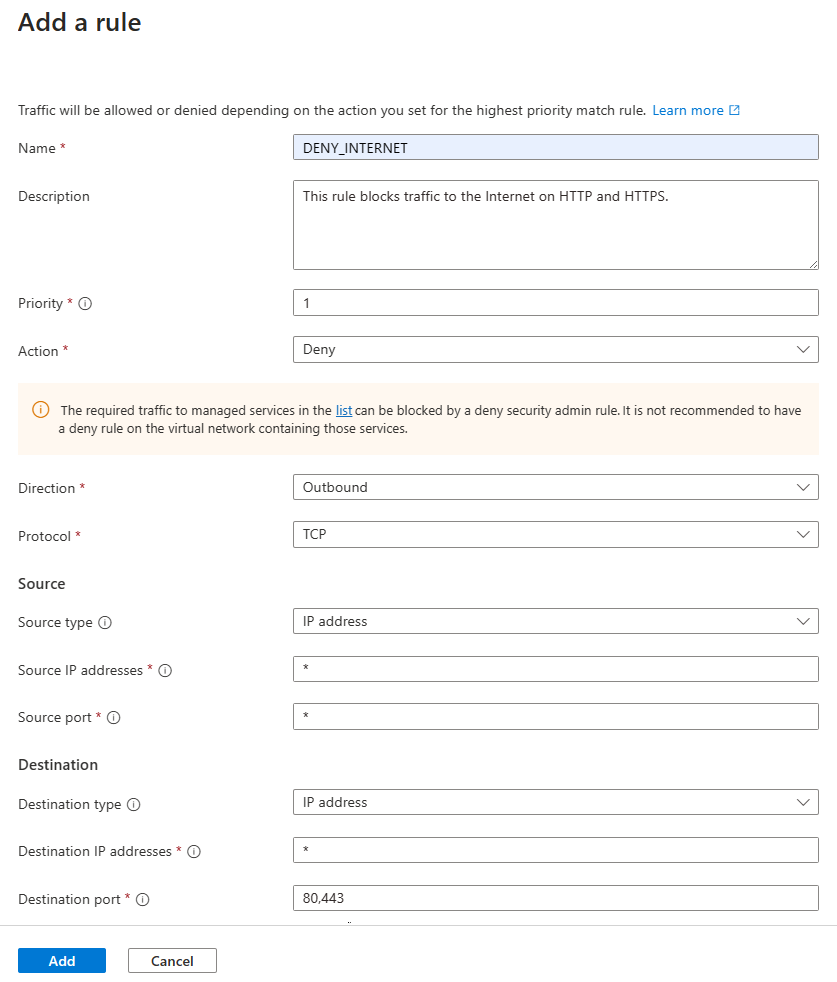 Add a rule
Traffic will be allowed or denied depending on the action you set for the highest priority match rule. Learn more
Name *
DENY_INTERNET
Description
This rule blocks traffic to the Internet on HTTP and HTTPS.
Priority *
1
Action *
Deny
The required traffic to managed services in the list can be blocked by a deny security admin rule. It is not recommended to have
a deny rule on the virtual network containing those services.
Direction *
Outbound
Protocol *
TCP
Source
Source type
IP address
Source IP addresses *
*
Source port *
*
Destination
Destination type
IP address
Destination IP addresses *
*
Destination port *
80,443
Add
Cancel